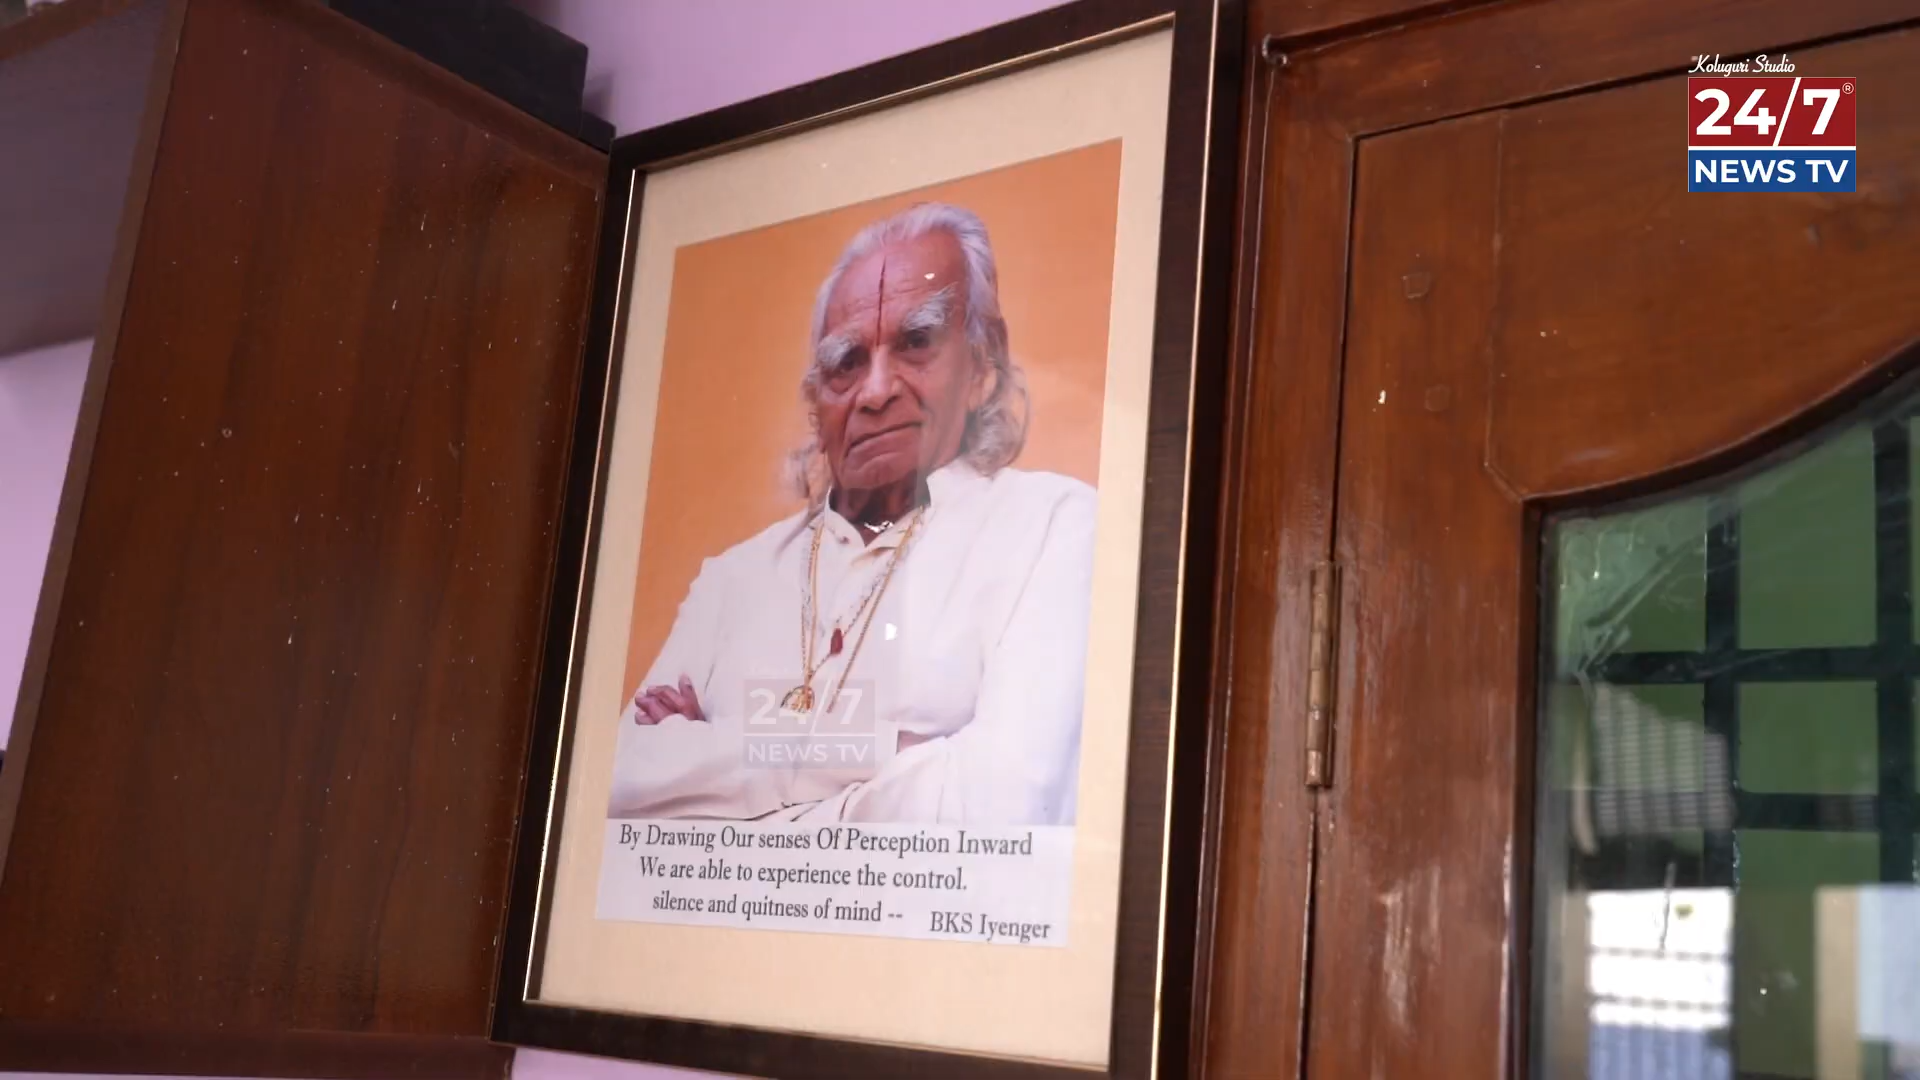 Koluguri Studio
24/7®
NEWS TV
24/7
NEWS TV
By Drawing Our senses Of Perception Inward
We are able to experience the control.
silence and quitness of mind --
BKS Iyenger